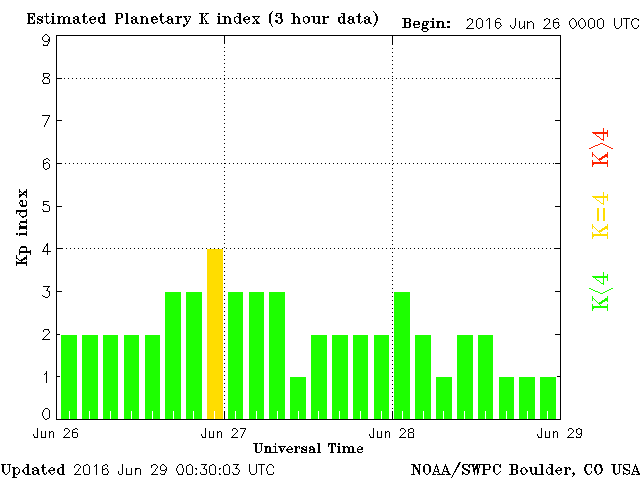 Estimated Planetary K index (3 hour data) Begin: 2016 Jun 26 0000 UTC
9
8
7
6
5
4
3
2
1
0
Kp index
K>4
K=4
K<4
Jun 26 Jun 27 Jun 28 Jun 29
Universal Time
Updated 2016 Jun 29 00:30:03 UTC NOAA/SWPC Boulder, CO USA